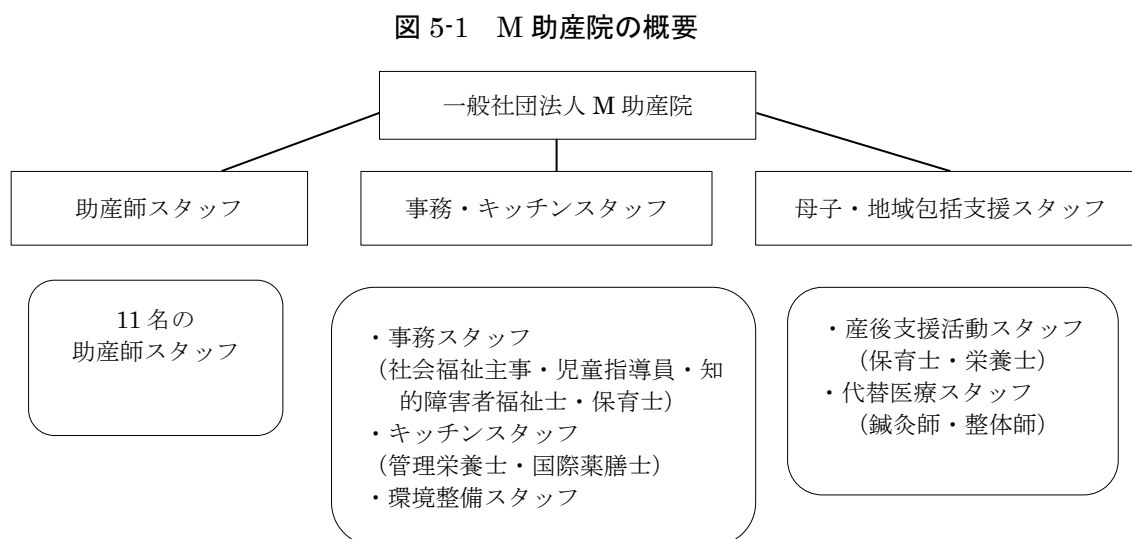 図 5-1 M 助産院の概要
一般社団法人 M 助産院
助産師スタッフ
事務・キッチンスタッフ
母子・地域包括支援スタッフ
11 名の
助産師スタッフ
・事務スタッフ
(社会福祉主事・児童指導員・知
的障害者福祉士・保育士)
・キッチンスタッフ
(管理栄養士・国際薬膳士)
・環境整備スタッフ
・産後支援活動スタッフ
(保育士・栄養士)
・代替医療スタッフ
(鍼灸師・整体師)